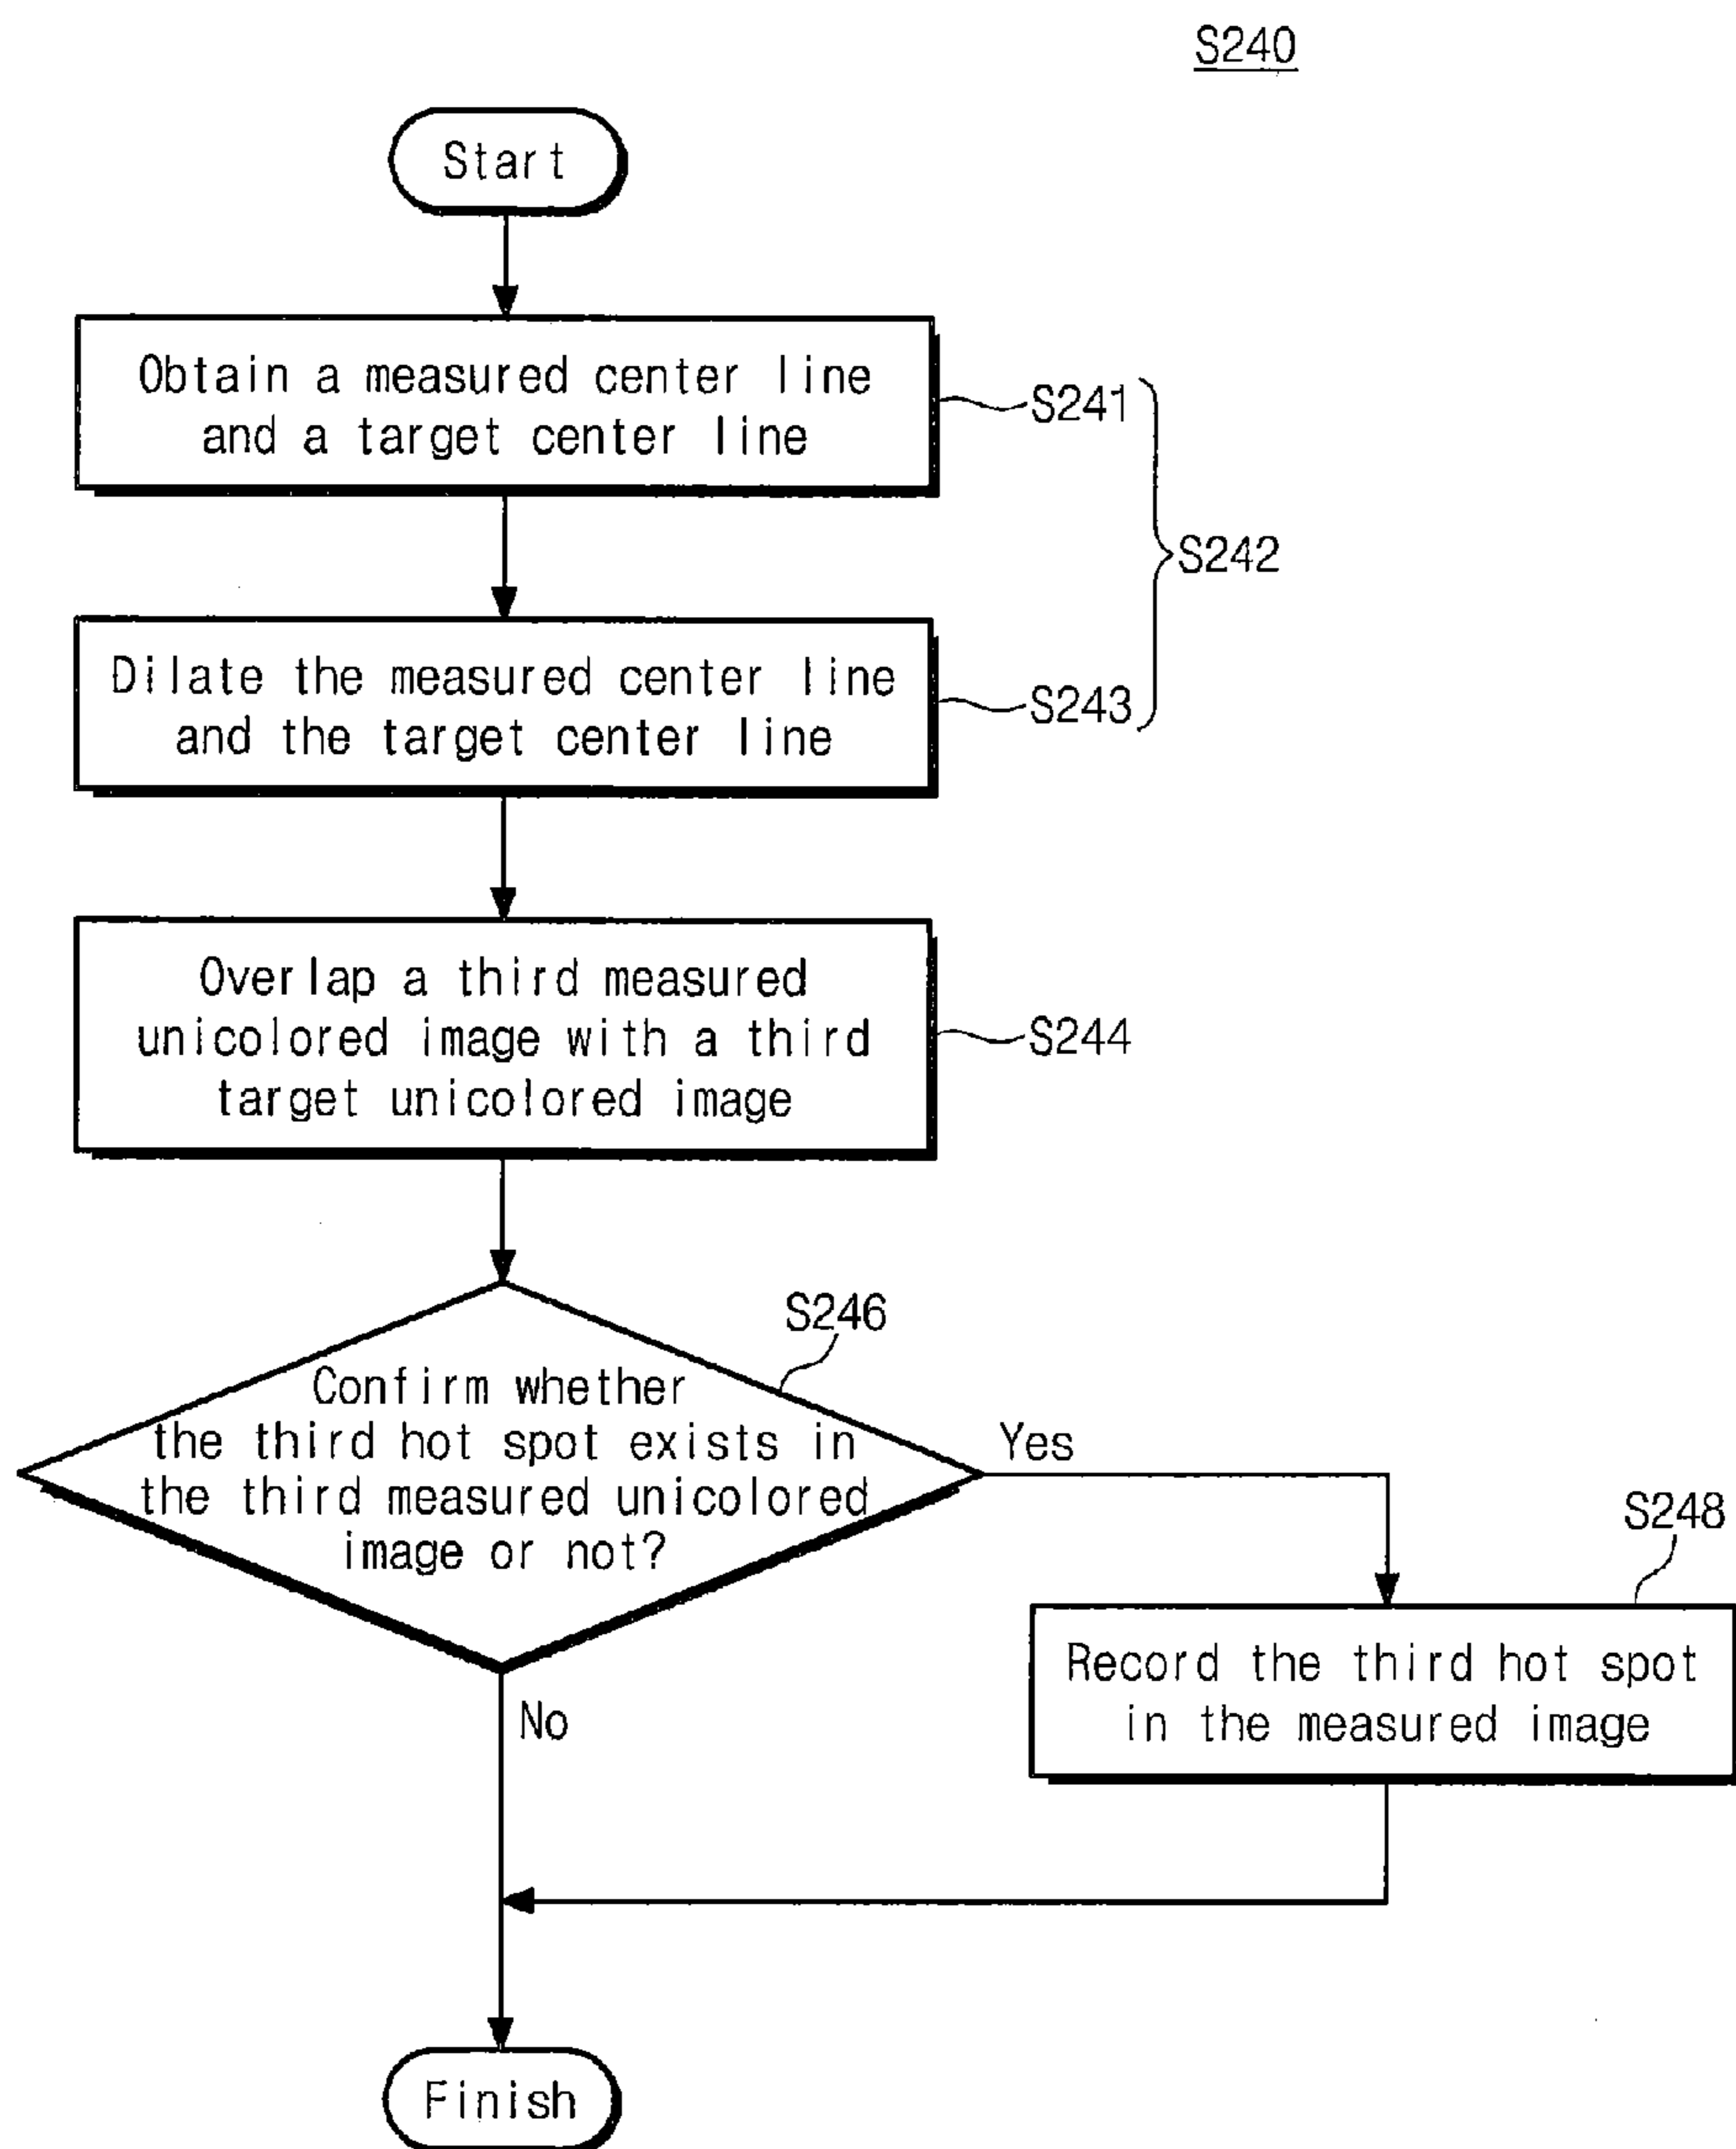 S240
Start
Obtain a measured center line
and a target center line
S241
S242
Dilate the measured center line
and the target center line
S243
Overlap a third measured
unicolored image with a third
target unicolored image
S244
S246
Confirm whether
the third hot spot exists in
the third measured unicolored
image or not?
Yes
S248
Record the third hot spot
in the measured image
No
Finish